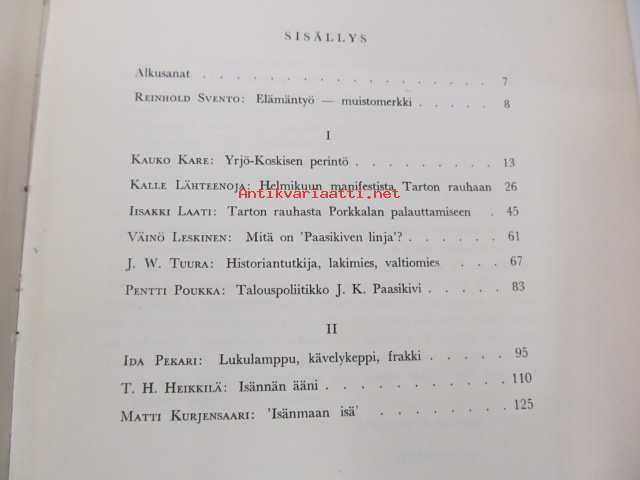 SISÄLLYS
Alkusanat . . . . . . . . . . . . . 7
REINHOLD SVENTO: Elämäntyö — muistomerkki . . . . 8
I
KAUKO KARE: Yrjö-Koskisen perintö . . . . . . . . 13
KALLE LÄHTEENOJA: Helmikuun manifestista Tarton rauhaan 26
Antikvariaatti.net
IISAKKI LAATI: Tarton rauhasta Porkkalan palauttamiseen . 45
VÄINÖ LESKINEN: Mitä on 'Paasikiven linja'? . . . . . . 61
J. W. TUURA: Historiantutkija, lakimies, valtiomies . . . 67
PENTTI POUKKA: Talouspoliitikko J. K. Paasikivi . . . . . 83
II
IDA PEKARI: Lukulamppu, kävelykeppi, frakki . . . . . 95
T. H. HEIKKILÄ: Isännän ääni . . . . . . . . . . 110
MATTI KURJENSAARI: 'Isänmaan isä' . . . . . . . . 125